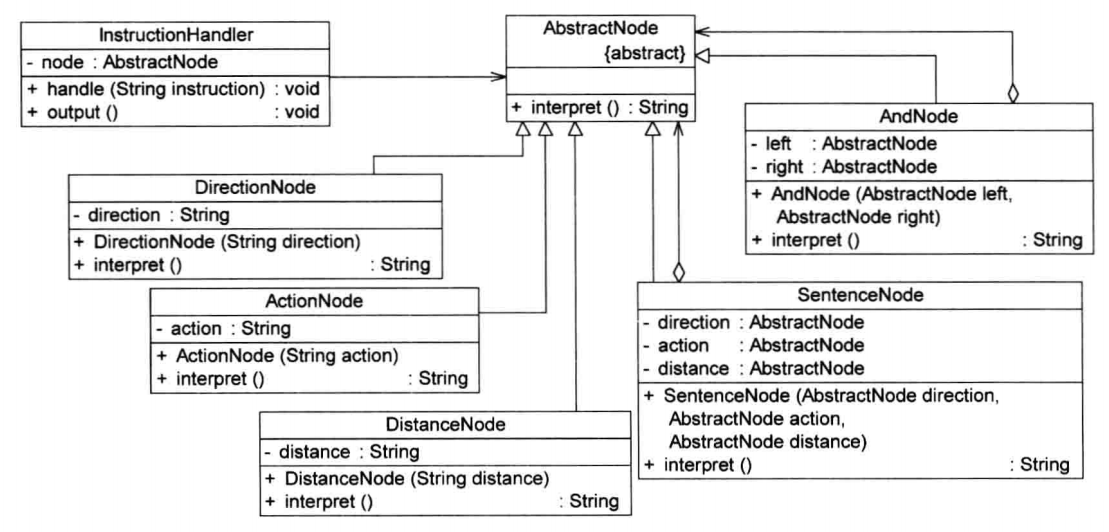 InstructionHandler
- node : AbstractNode
+ handle (String instruction) : void
+ output () : void
AbstractNode
{abstract}
+ interpret () : String
AndNode
- left : AbstractNode
- right : AbstractNode
+ AndNode (AbstractNode left,
AbstractNode right)
+ interpret () : String
DirectionNode
- direction : String
+ DirectionNode (String direction)
+ interpret () : String
ActionNode
- action : String
+ ActionNode (String action)
+ interpret () : String
SentenceNode
- direction : AbstractNode
- action : AbstractNode
- distance : AbstractNode
+ SentenceNode (AbstractNode direction,
AbstractNode action,
AbstractNode distance)
+ interpret () : String
DistanceNode
- distance : String
+ DistanceNode (String distance)
+ interpret () : String